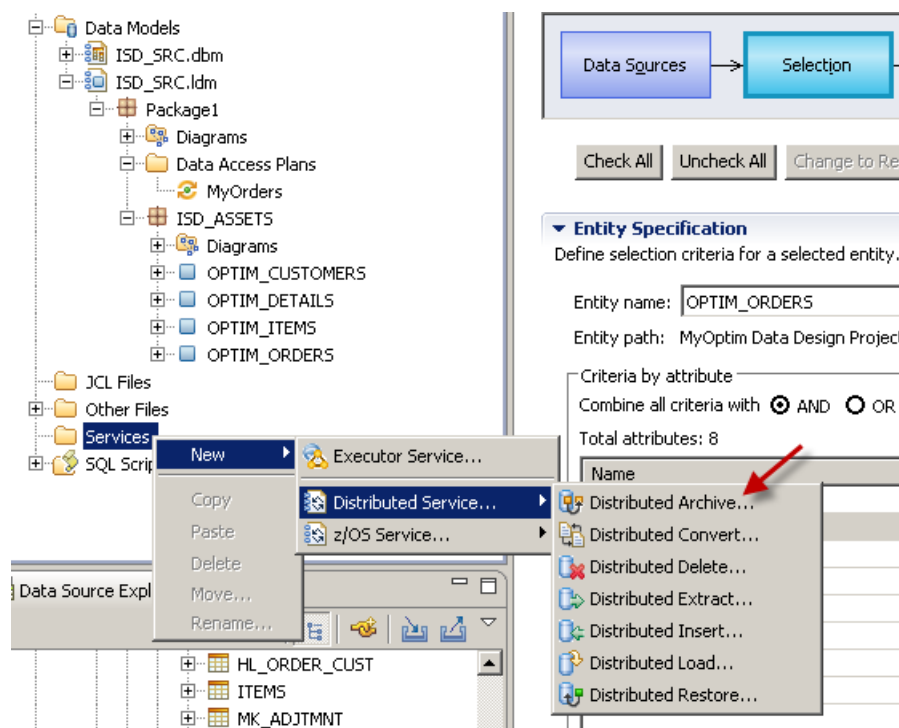 Data Models
ISD_SRC.dbm
ISD_SRC.ldm
Package1
Diagrams
Data Access Plans
MyOrders
ISD_ASSETS
Diagrams
OPTIM_CUSTOMERS
OPTIM_DETAILS
OPTIM_ITEMS
OPTIM_ORDERS
JCL Files
Other Files
Services
SQL Scrip
New
Copy
Paste
Delete
Move...
Rename...
Executor Service...
Distributed Service...
z/OS Service...
Distributed Archive...
Distributed Convert...
Distributed Delete...
Distributed Extract...
Distributed Insert...
Distributed Load...
Distributed Restore...
Data Source Expl
HL_ORDER_CUST
ITEMS
MK_ADJTMNT
Data Sources
Selection
Check All Uncheck All Change to Re
Entity Specification
Define selection criteria for a selected entity.
Entity name: OPTIM_ORDERS
Entity path: MyOptim Data Design Project
Criteria by attribute
Combine all criteria with AND OR
Total attributes: 8
Name